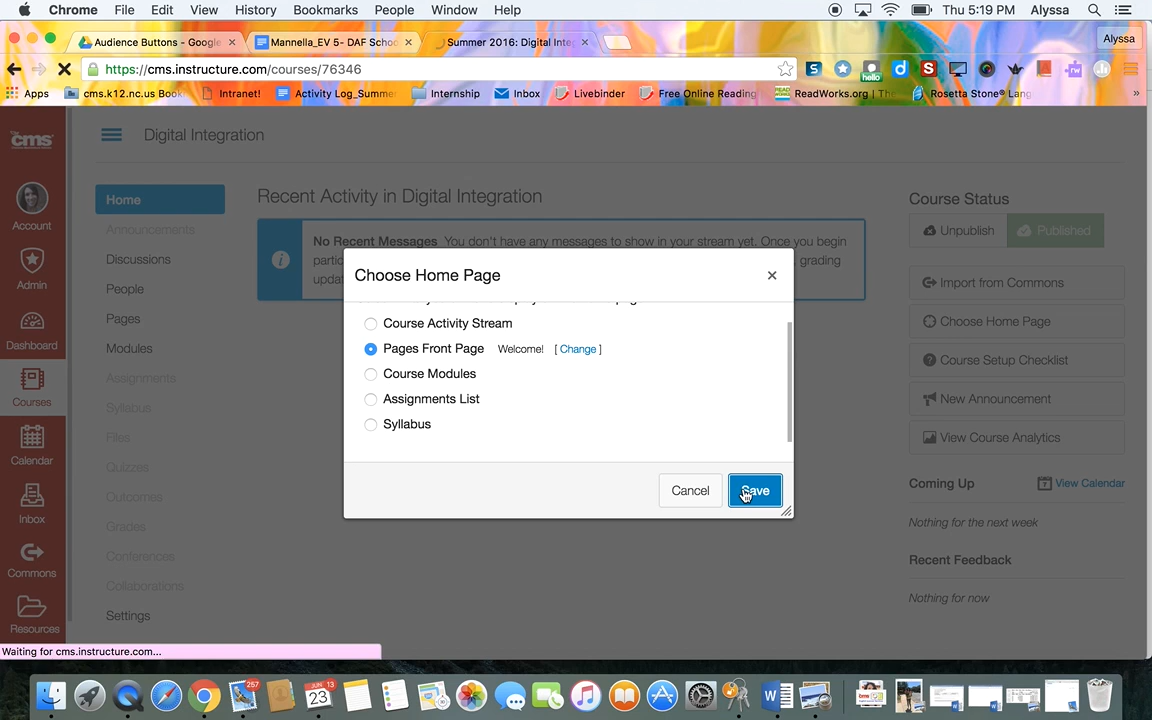 Chrome File Edit View History Bookmarks People Window Help Thu 5:19 PM Alyssa
Audience Buttons - Google Mannella_EV 5- DAF Schoo Summer 2016: Digital Inte Alyssa
https://cms.instructure.com/courses/76346
Apps cms.k12.nc.us Book Intranet! Activity Log_Summe Internship Inbox Livebinder Free Online Reading ReadWorks.org | The Rosetta Stone® Lang »
cms
Digital Integration
Account
Admin
Dashboard
Courses
Calendar
Inbox
Commons
Resources
Home
Announcements
Discussions
People
Pages
Modules
Assignments
Syllabus
Files
Quizzes
Outcomes
Grades
Conferences
Collaborations
Settings
Recent Activity in Digital Integration
No Recent Messages You don't have any messages to show in your stream yet. Once you begin
partic grading
updat
Choose Home Page
Course Activity Stream
Pages Front Page Welcome! [ Change ]
Course Modules
Assignments List
Syllabus
Cancel Save
Course Status
Unpublish Published
Import from Commons
Choose Home Page
Course Setup Checklist
New Announcement
View Course Analytics
Coming Up View Calendar
Nothing for the next week
Recent Feedback
Nothing for now
Waiting for cms.instructure.com...
257
JUN 13
23